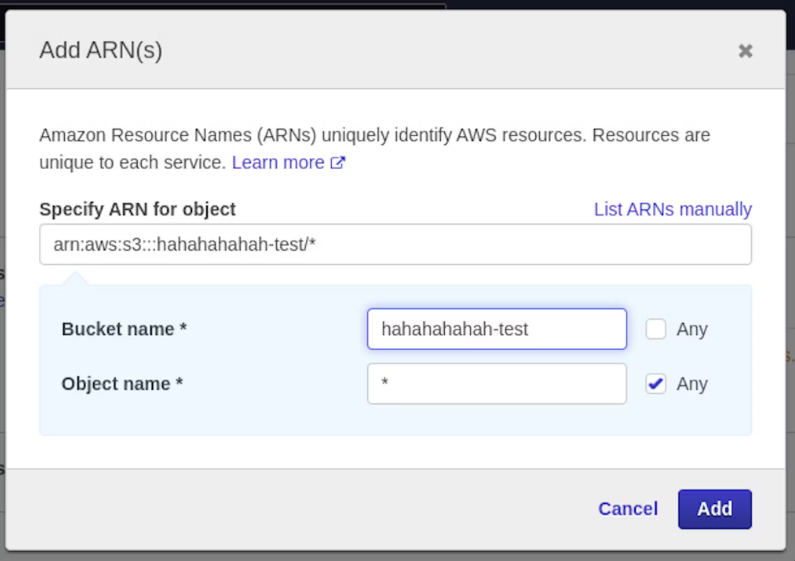 Add ARN(s)
Amazon Resource Names (ARNs) uniquely identify AWS resources. Resources are
unique to each service. Learn more
Specify ARN for object
List ARNs manually
arn:aws:s3:::hahahahahah-test/*
Bucket name *
hahahahahah-test
Any
Object name *
*
Any
Cancel
Add